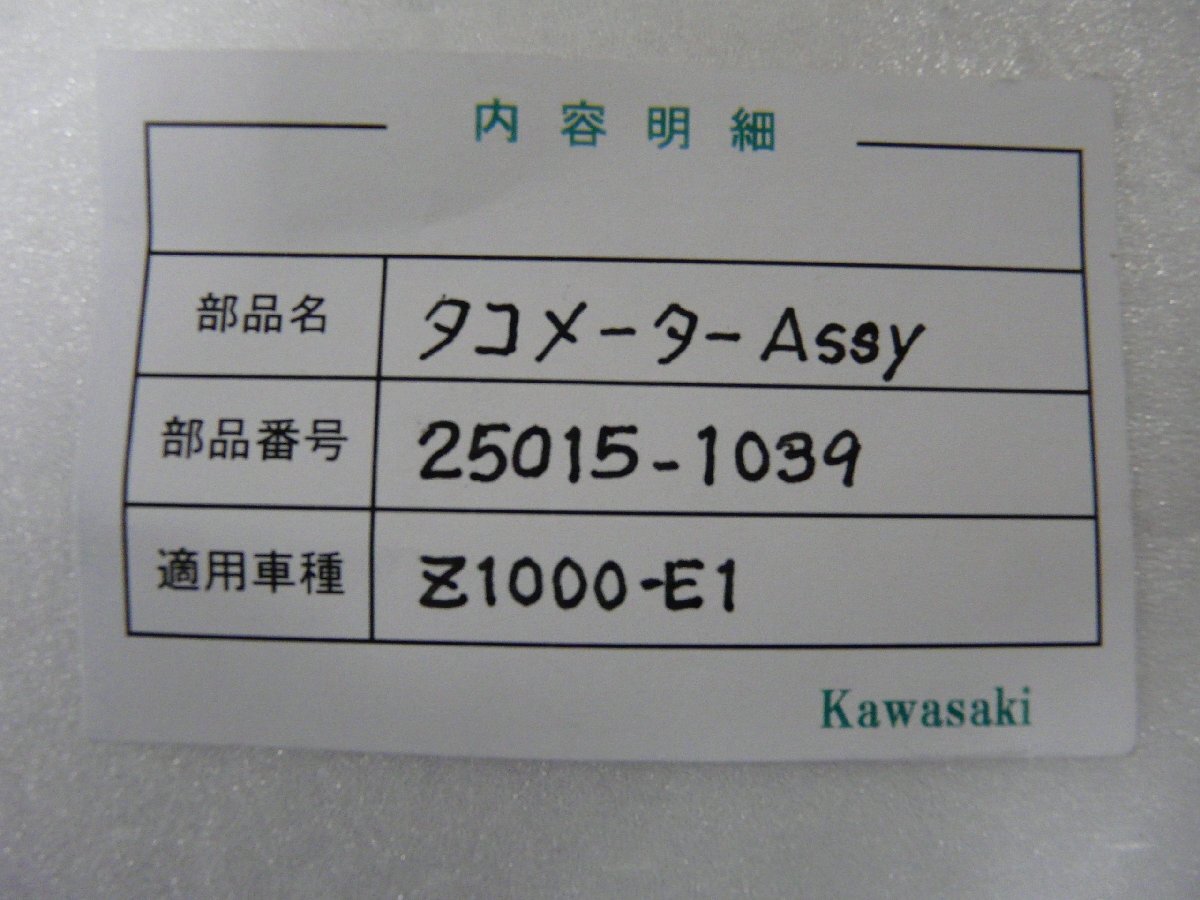 内容明細
部品名 タコメーターAssy
部品番号 25015-1039
適用車種 Z1000-E1
Kawasaki